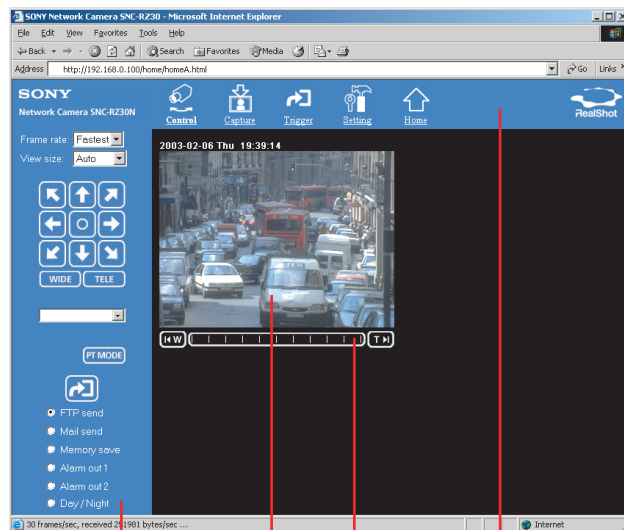 SONY Network Camera SNC-RZ30 - Microsoft Internet Explorer
File Edit View Favorites Tools Help
Back Search Favorites Media
Address http://192.168.0.100/home/homeA.html Go Links
SONY
Network Camera SNC-RZ30N
Control Capture Trigger Setting Home
RealShot
Frame rate: Fastest
View size: Auto
2003-02-06 Thu 19:39:14
WIDE TELE
W T
PT MODE
FTP send
Mail send
Memory save
Alarm out 1
Alarm out 2
Day / Night
30 frames/sec, received 251981 bytes/sec ... Internet